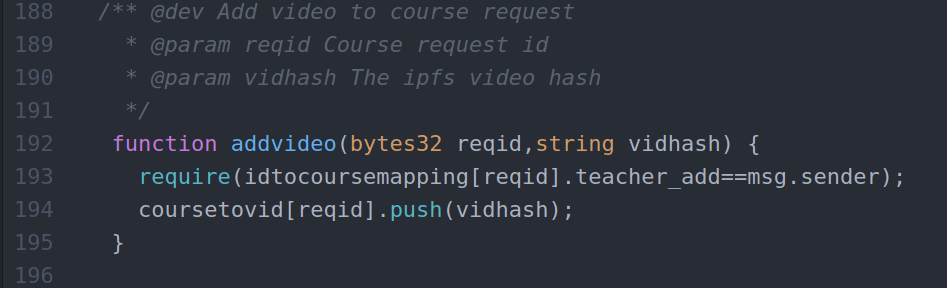 188 /** @dev Add video to course request
189 * @param reqid Course request id
190 * @param vidhash The ipfs video hash
191 */
192 function addvideo(bytes32 reqid,string vidhash) {
193 require(idtocoursemapping[reqid].teacher_add==msg.sender);
194 coursetovid[reqid].push(vidhash);
195 }
196